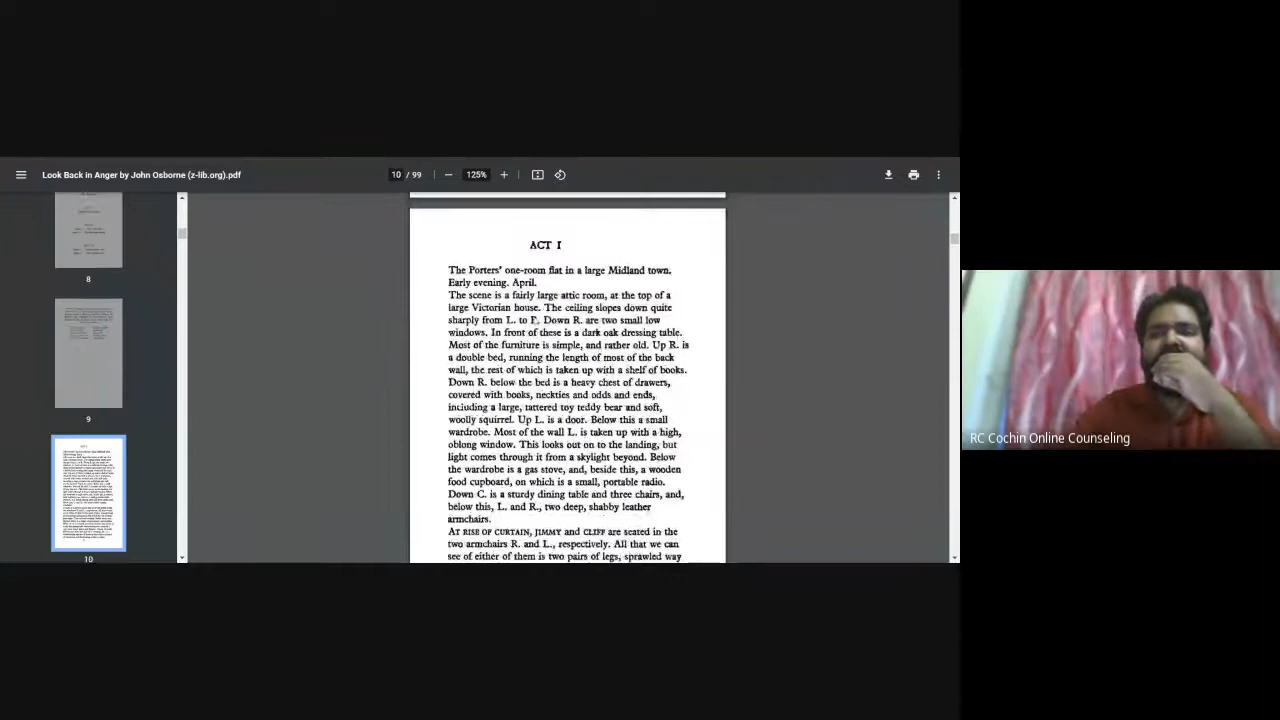 Look Back in Anger by John Osborne (z-lib.org).pdf
10 / 99
125%
8
9
10
ACT I
The Porters' one-room flat in a large Midland town.
Early evening. April.
The scene is a fairly large attic room, at the top of a
large Victorian house. The ceiling slopes down quite
sharply from L. to R. Down R. are two small low
windows. In front of these is a dark oak dressing table.
Most of the furniture is simple, and rather old. Up R. is
a double bed, running the length of most of the back
wall, the rest of which is taken up with a shelf of books.
Down R. below the bed is a heavy chest of drawers,
covered with books, neckties and odds and ends,
including a large, tattered toy teddy bear and soft,
woolly squirrel. Up L. is a door. Below this a small
wardrobe. Most of the wall L. is taken up with a high,
oblong window. This looks out on to the landing, but
light comes through it from a skylight beyond. Below
the wardrobe is a gas stove, and, beside this, a wooden
food cupboard, on which is a small, portable radio.
Down C. is a sturdy dining table and three chairs, and,
below this, L. and R., two deep, shabby leather
armchairs.
AT RISE OF CURTAIN, JIMMY and CLIFF are seated in the
two armchairs R. and L., respectively. All that we can
see of either of them is two pairs of legs, sprawled way
RC Cochin Online Counseling